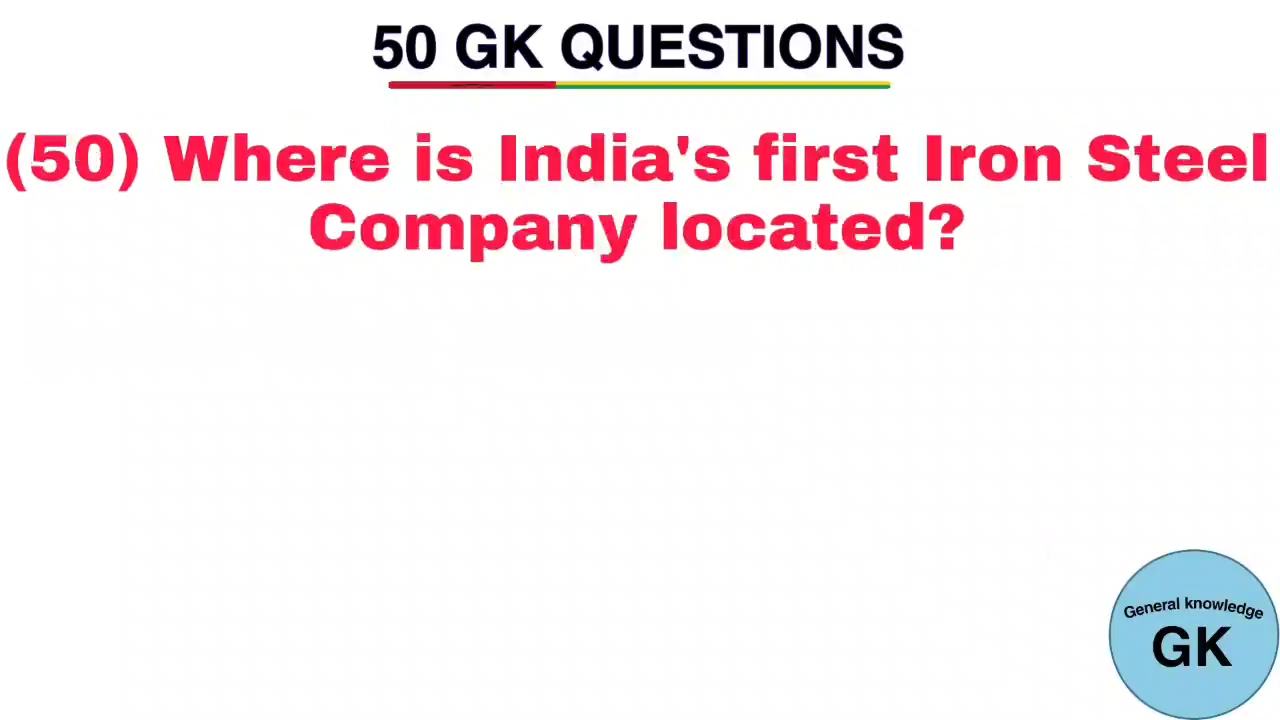 50 GK QUESTIONS
(50) Where is India's first Iron Steel
Company located?
General knowledge
GK